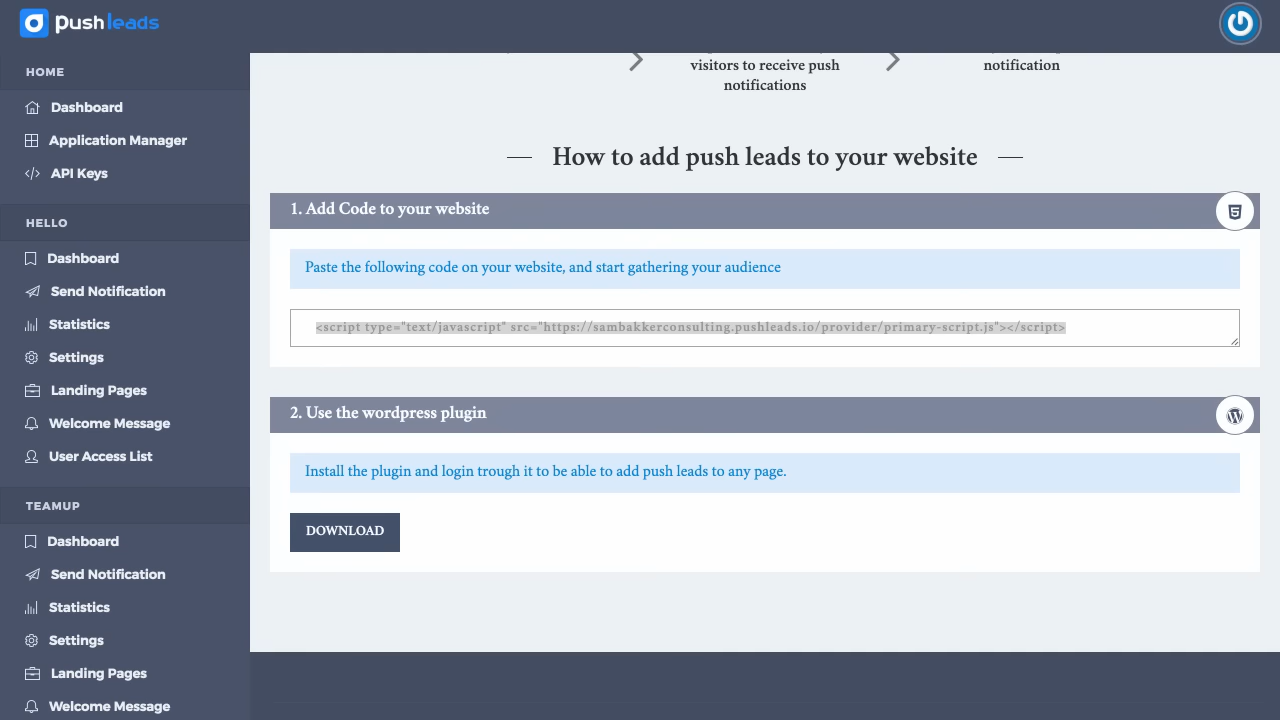 pushleads
HOME
Dashboard
Application Manager
API Keys
HELLO
Dashboard
Send Notification
Statistics
Settings
Landing Pages
Welcome Message
User Access List
TEAMUP
Dashboard
Send Notification
Statistics
Settings
Landing Pages
Welcome Message
visitors to receive push
notifications
notification
How to add push leads to your website
1. Add Code to your website
Paste the following code on your website, and start gathering your audience
<script type="text/javascript" src="https://sambakkerconsulting.pushleads.io/provider/primary-script.js"></script>
2. Use the wordpress plugin
Install the plugin and login trough it to be able to add push leads to any page.
DOWNLOAD